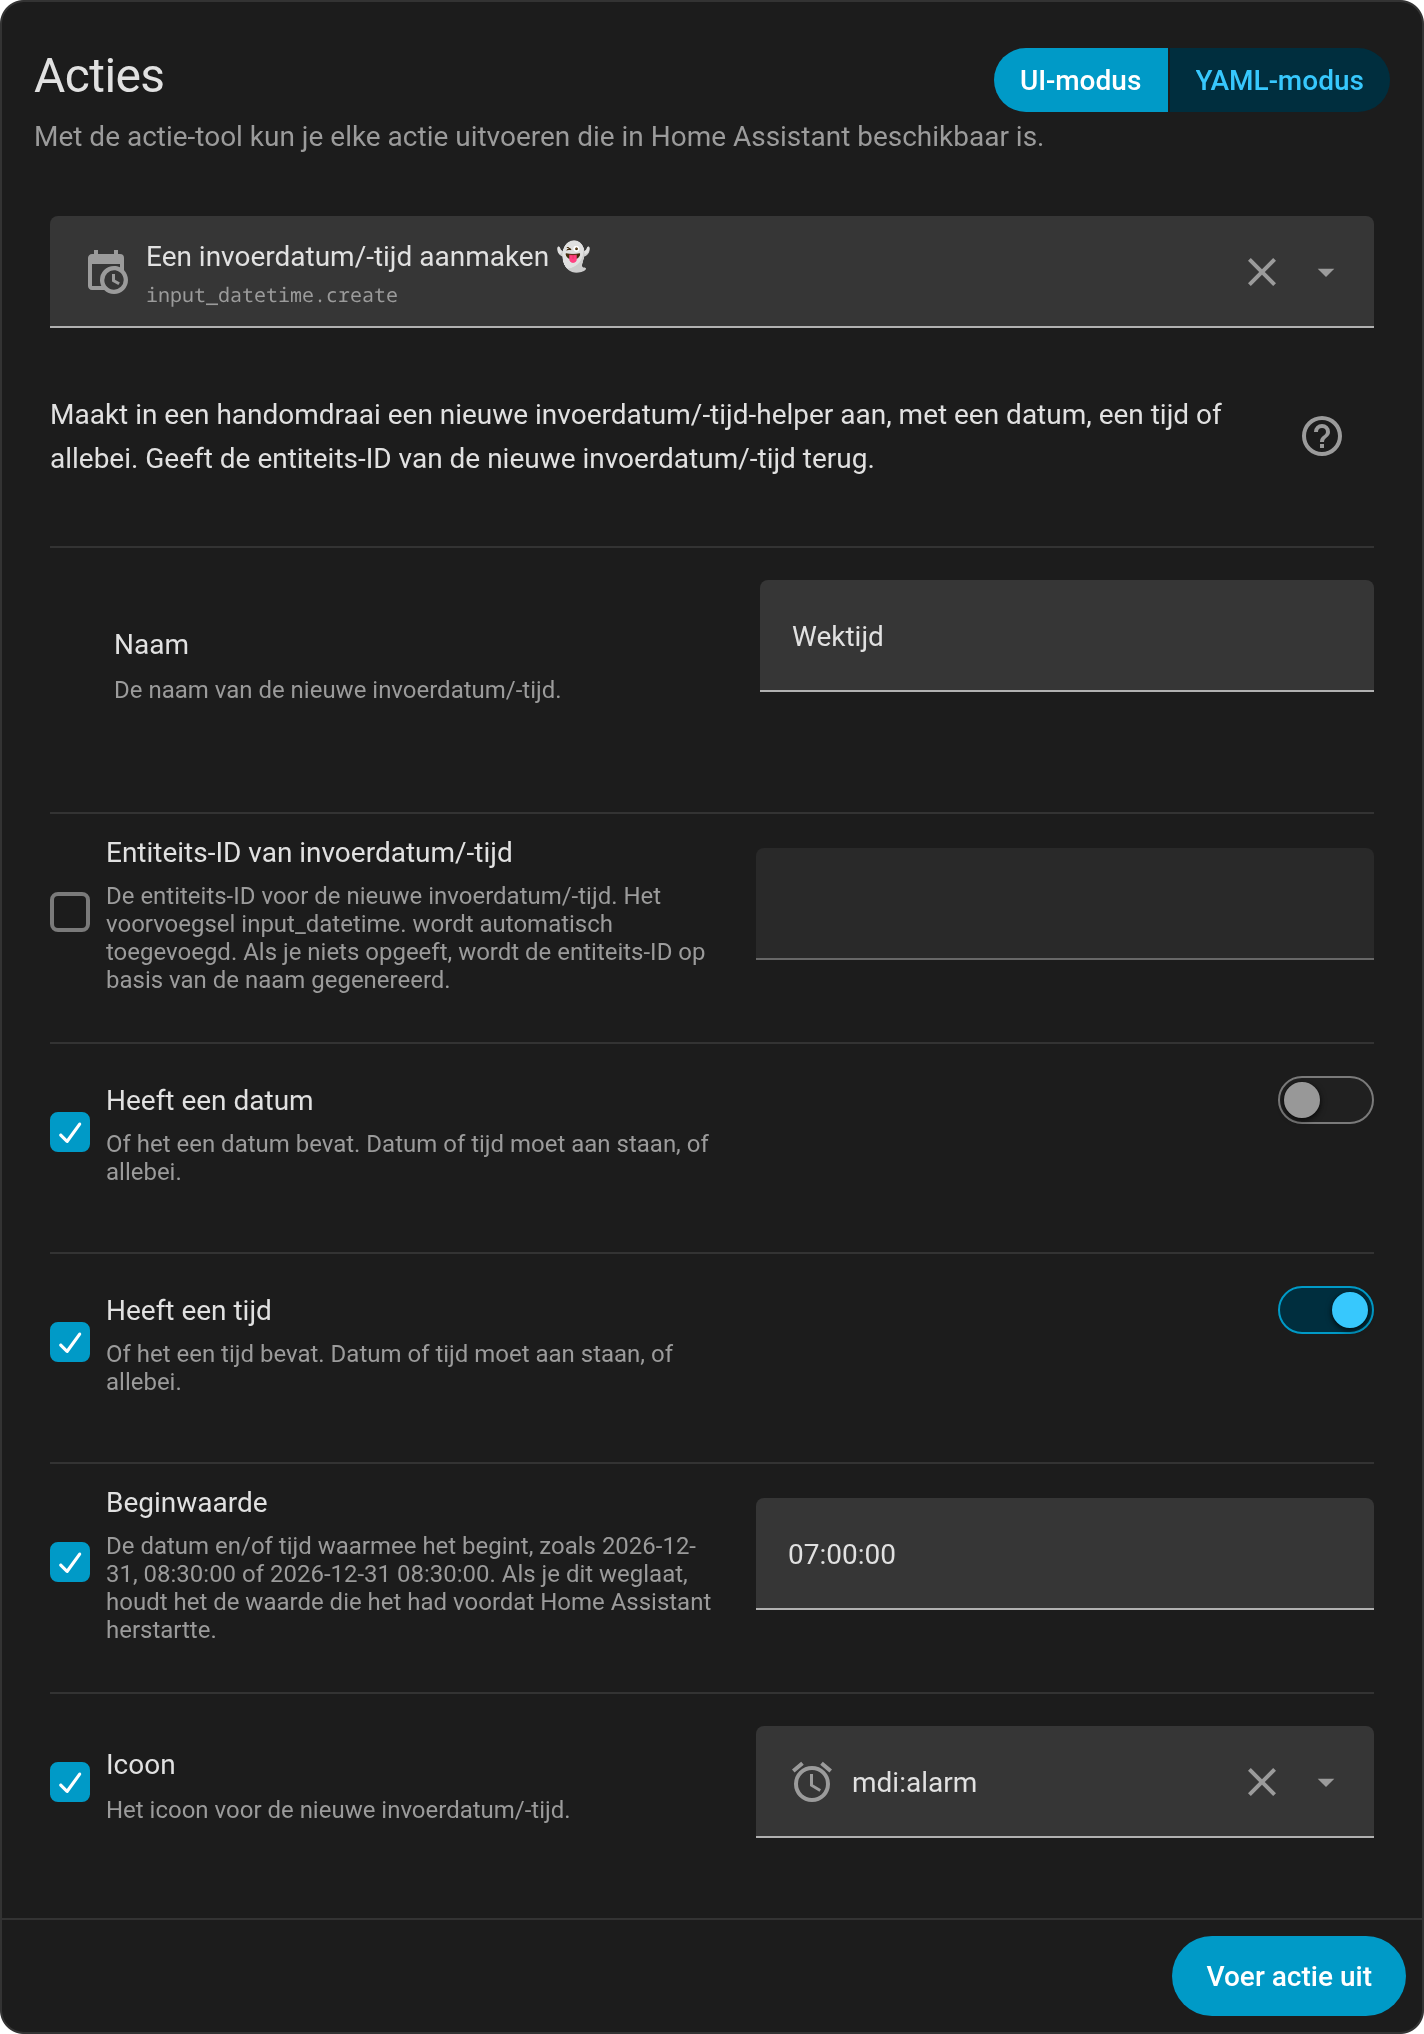 Acties
UI-modus
YAML-modus
Met de actie-tool kun je elke actie uitvoeren die in Home Assistant beschikbaar is.
Een invoerdatum/-tijd aanmaken 👻
input_datetime.create
Maakt in een handomdraai een nieuwe invoerdatum/-tijd-helper aan, met een datum, een tijd of
allebei. Geeft de entiteits-ID van de nieuwe invoerdatum/-tijd terug.
Naam
De naam van de nieuwe invoerdatum/-tijd.
Wektijd
Entiteits-ID van invoerdatum/-tijd
De entiteits-ID voor de nieuwe invoerdatum/-tijd. Het
voorvoegsel input_datetime. wordt automatisch
toegevoegd. Als je niets opgeeft, wordt de entiteits-ID op
basis van de naam gegenereerd.
Heeft een datum
Of het een datum bevat. Datum of tijd moet aan staan, of
allebei.
Heeft een tijd
Of het een tijd bevat. Datum of tijd moet aan staan, of
allebei.
Beginwaarde
De datum en/of tijd waarmee het begint, zoals 2026-12-
31, 08:30:00 of 2026-12-31 08:30:00. Als je dit weglaat,
houdt het de waarde die het had voordat Home Assistant
herstartte.
07:00:00
Icoon
Het icoon voor de nieuwe invoerdatum/-tijd.
mdi:alarm
Voer actie uit